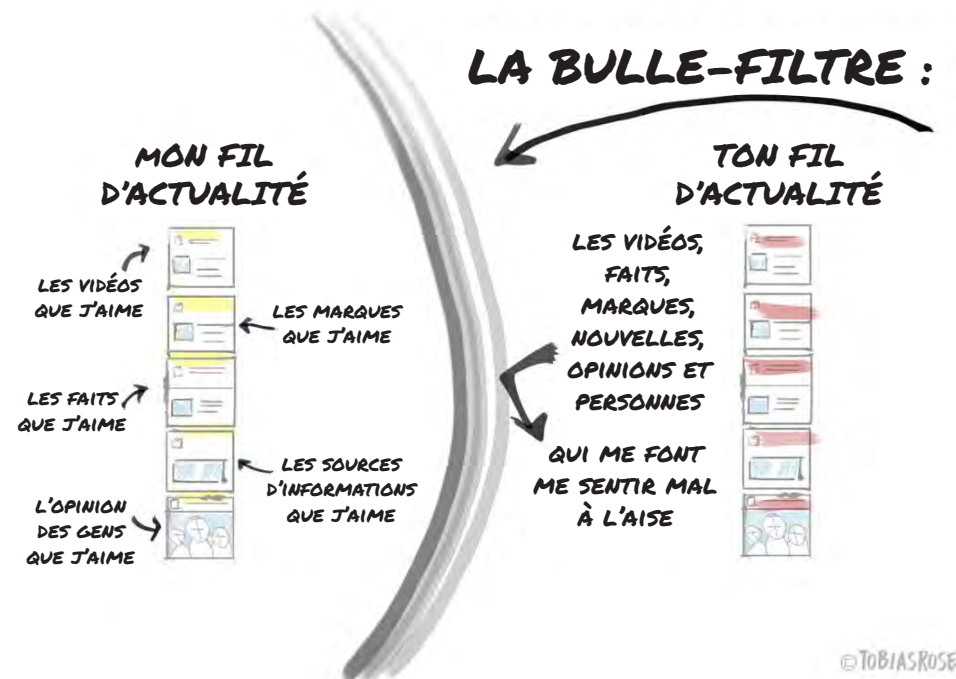 LA BULLE-FILTRE :
MON FIL
D'ACTUALITÉ
LES VIDÉOS
QUE J'AIME
LES MARQUES
QUE J'AIME
LES FAITS
QUE J'AIME
LES SOURCES
D'INFORMATIONS
QUE J'AIME
L'OPINION
DES GENS
QUE J'AIME
TON FIL
D'ACTUALITÉ
LES VIDÉOS,
FAITS,
MARQUES,
NOUVELLES,
OPINIONS ET
PERSONNES
QUI ME FONT
ME SENTIR MAL
À L'AISE
©TOBIASROSE